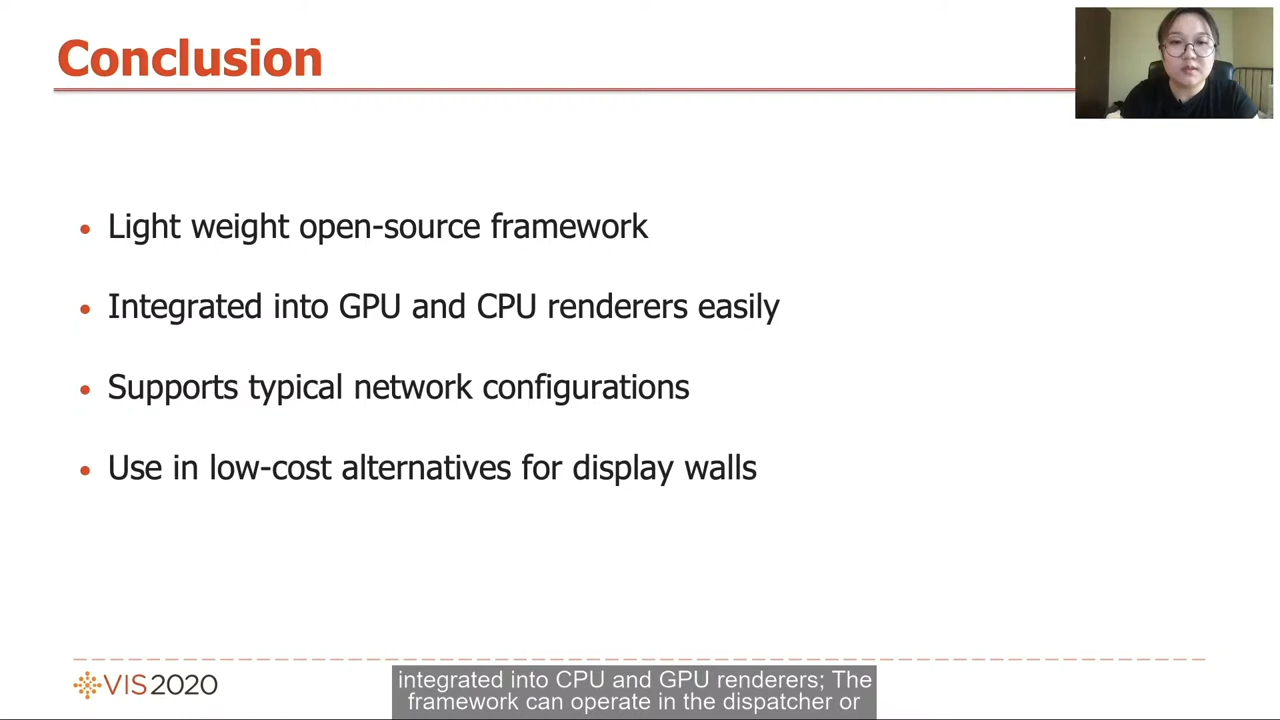 Conclusion
Light weight open-source framework
Integrated into GPU and CPU renderers easily
Supports typical network configurations
Use in low-cost alternatives for display walls
VIS2020
integrated into CPU and GPU renderers; The
framework can operate in the dispatcher or